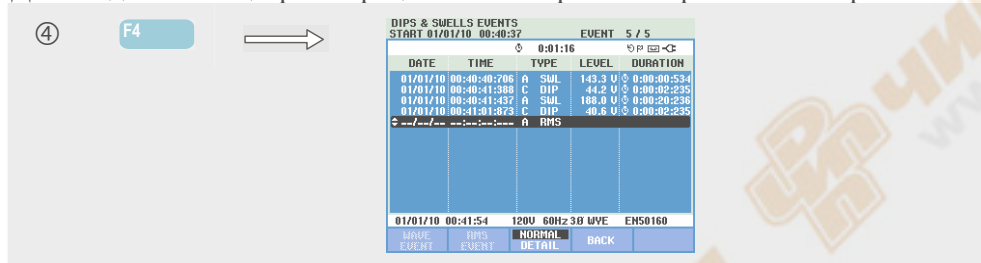 ④ F4
DIPS & SWELLS EVENTS
START 01/01/10 00:40:37 EVENT 5 / 5
0:01:16
DATE TIME TYPE LEVEL DURATION
01/01/10 00:40:40:706 A SWL 143.3 V 0:00:00:534
01/01/10 00:40:41:388 C DIP 44.2 V 0:00:02:235
01/01/10 00:40:41:437 A SWL 188.0 V 0:00:20:236
01/01/10 00:41:01:873 C DIP 40.6 V 0:00:02:235
--/--/-- --:--:--:--- A RMS
01/01/10 00:41:54 120V 60Hz 3.0 WYE EN50160
WAVE EVENT
RMS EVENT
NORMAL DETAIL
BACK
ЧИП
ЧИП